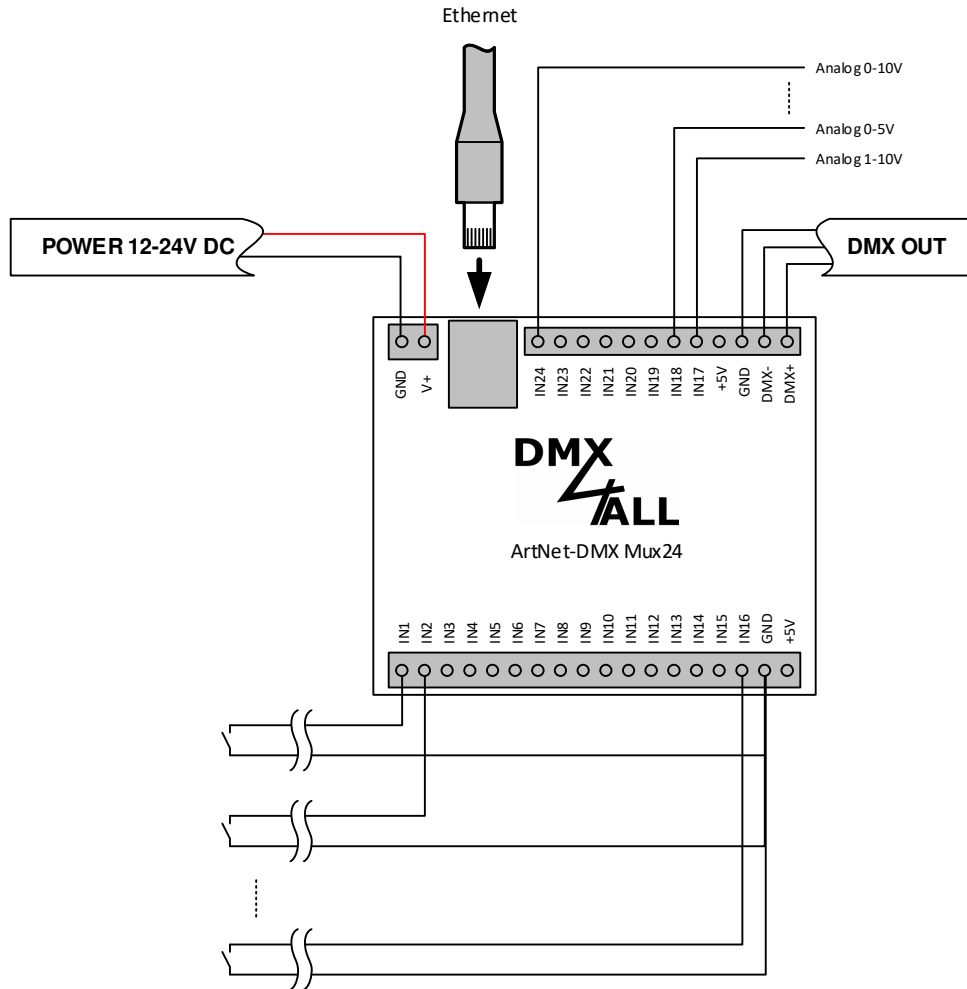 Ethernet
Analog 0-10V
Analog 0-5V
Analog 1-10V
POWER 12-24V DC
DMX OUT
GND
V+
IN24
IN23
IN22
IN21
IN20
IN19
IN18
IN17
+5V
GND
DMX-
DMX+
DMX
4
ALL
ArtNet-DMX Mux24
IN1
IN2
IN3
IN4
IN5
IN6
IN7
IN8
IN9
IN10
IN11
IN12
IN13
IN14
IN15
IN16
GND
+5V